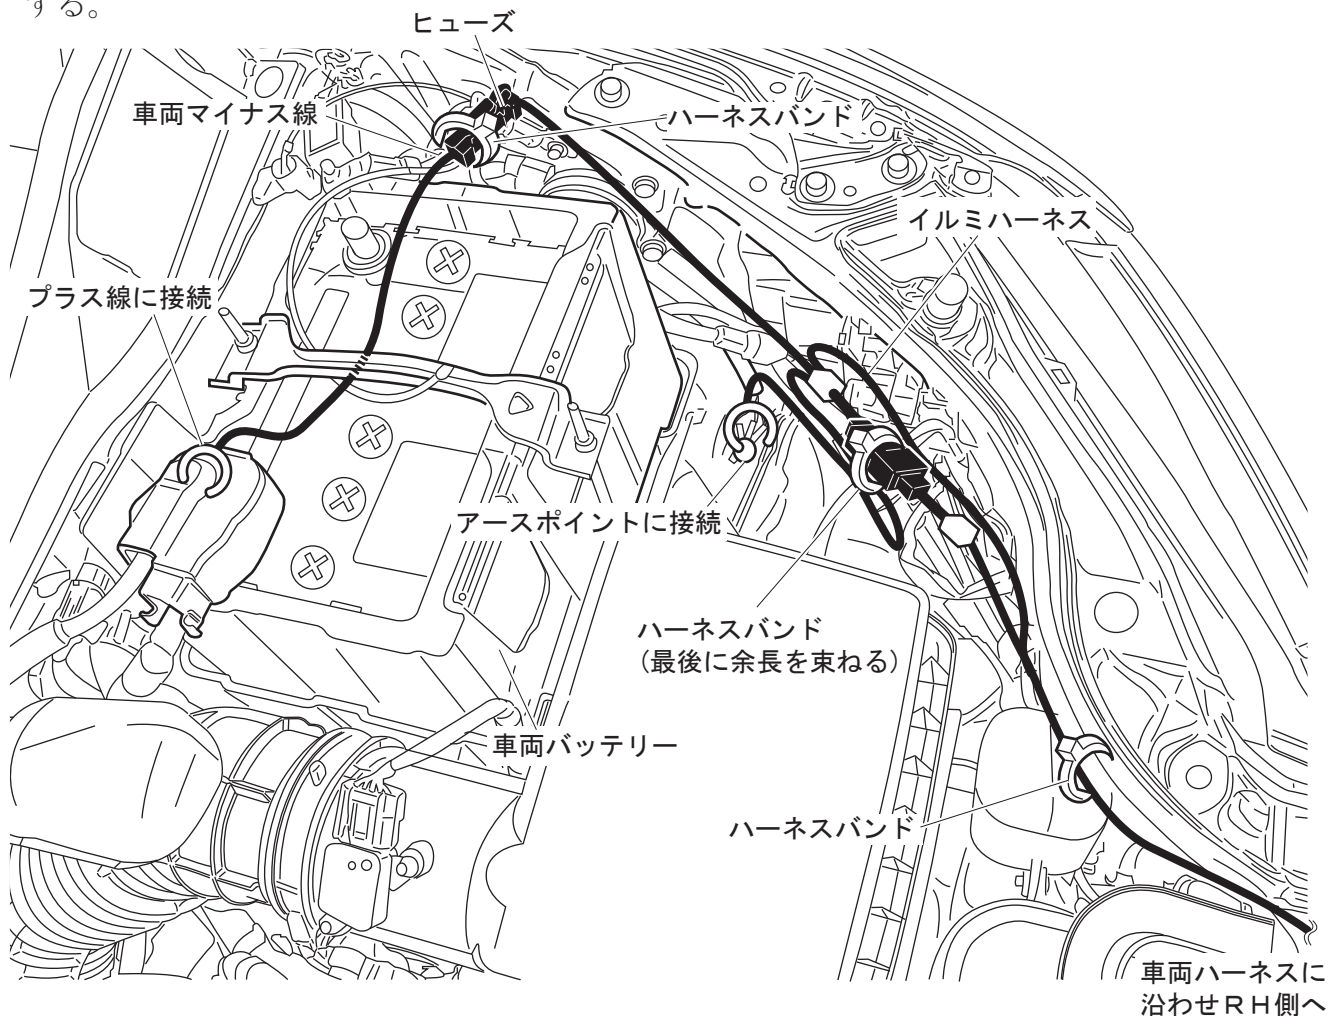 する。
ヒューズ
車両マイナス線
ハーネスバンド
イルミハーネス
プラス線に接続
アースポイントに接続
ハーネスバンド
(最後に余長を束ねる)
車両バッテリー
ハーネスバンド
車両ハーネスに
沿わせRH側へ